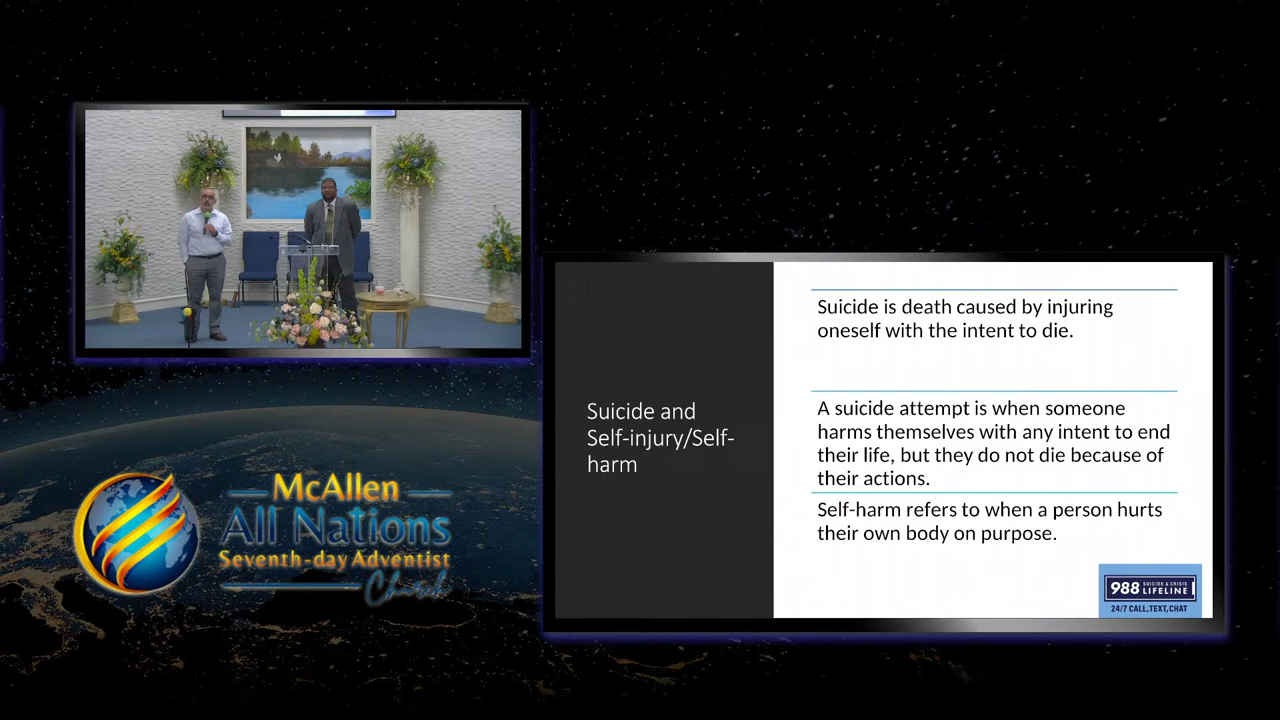 McAllen
All Nations
Seventh-day Adventist
Church
Suicide and
Self-injury/Self-
harm
Suicide is death caused by injuring
oneself with the intent to die.
A suicide attempt is when someone
harms themselves with any intent to end
their life, but they do not die because of
their actions.
Self-harm refers to when a person hurts
their own body on purpose.
988 SUICIDE & CRISIS
LIFELINE
24/7 CALL,TEXT,CHAT